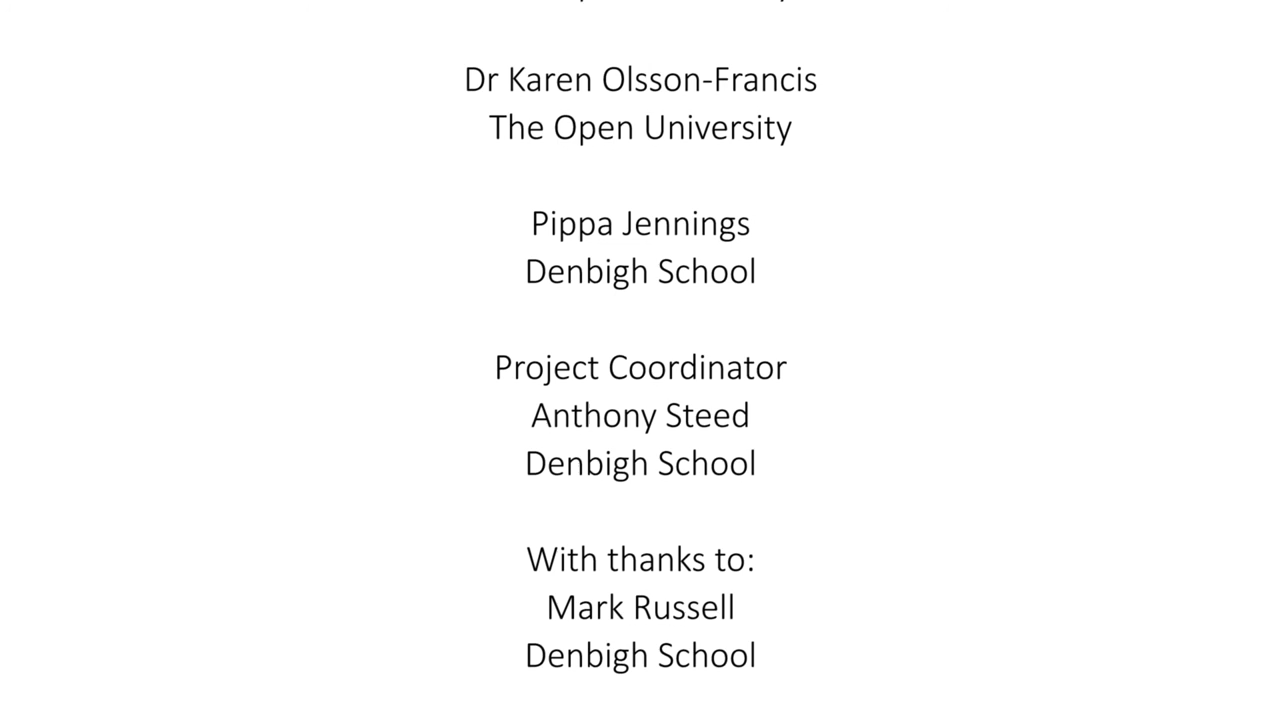 Dr Karen Olsson-Francis
The Open University
Pippa Jennings
Denbigh School
Project Coordinator
Anthony Steed
Denbigh School
With thanks to:
Mark Russell
Denbigh School